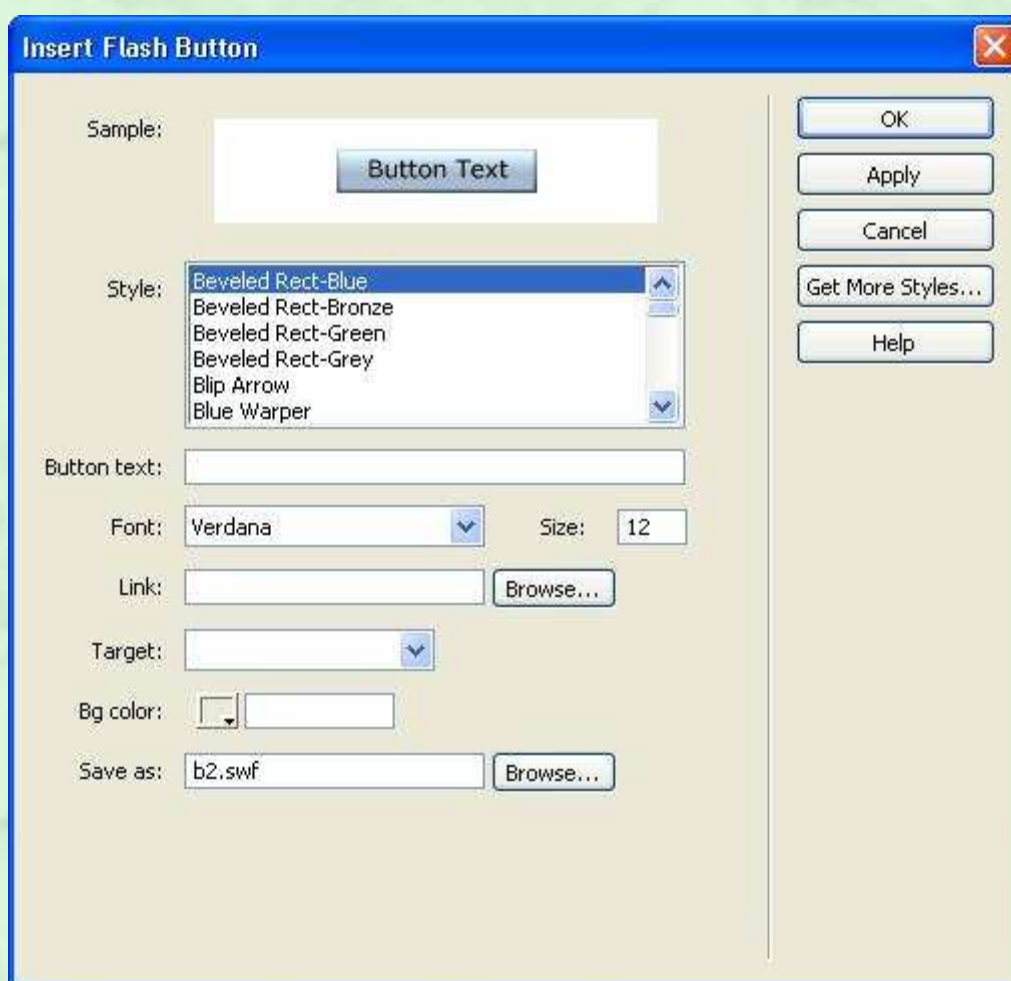 Insert Flash Button
Sample:
Button Text
Style:
Beveled Rect-Blue
Beveled Rect-Bronze
Beveled Rect-Green
Beveled Rect-Grey
Blip Arrow
Blue Warper
Button text:
Font: Verdana Size: 12
Link: Browse...
Target:
Bg color:
Save as: b2.swf Browse...
OK
Apply
Cancel
Get More Styles...
Help